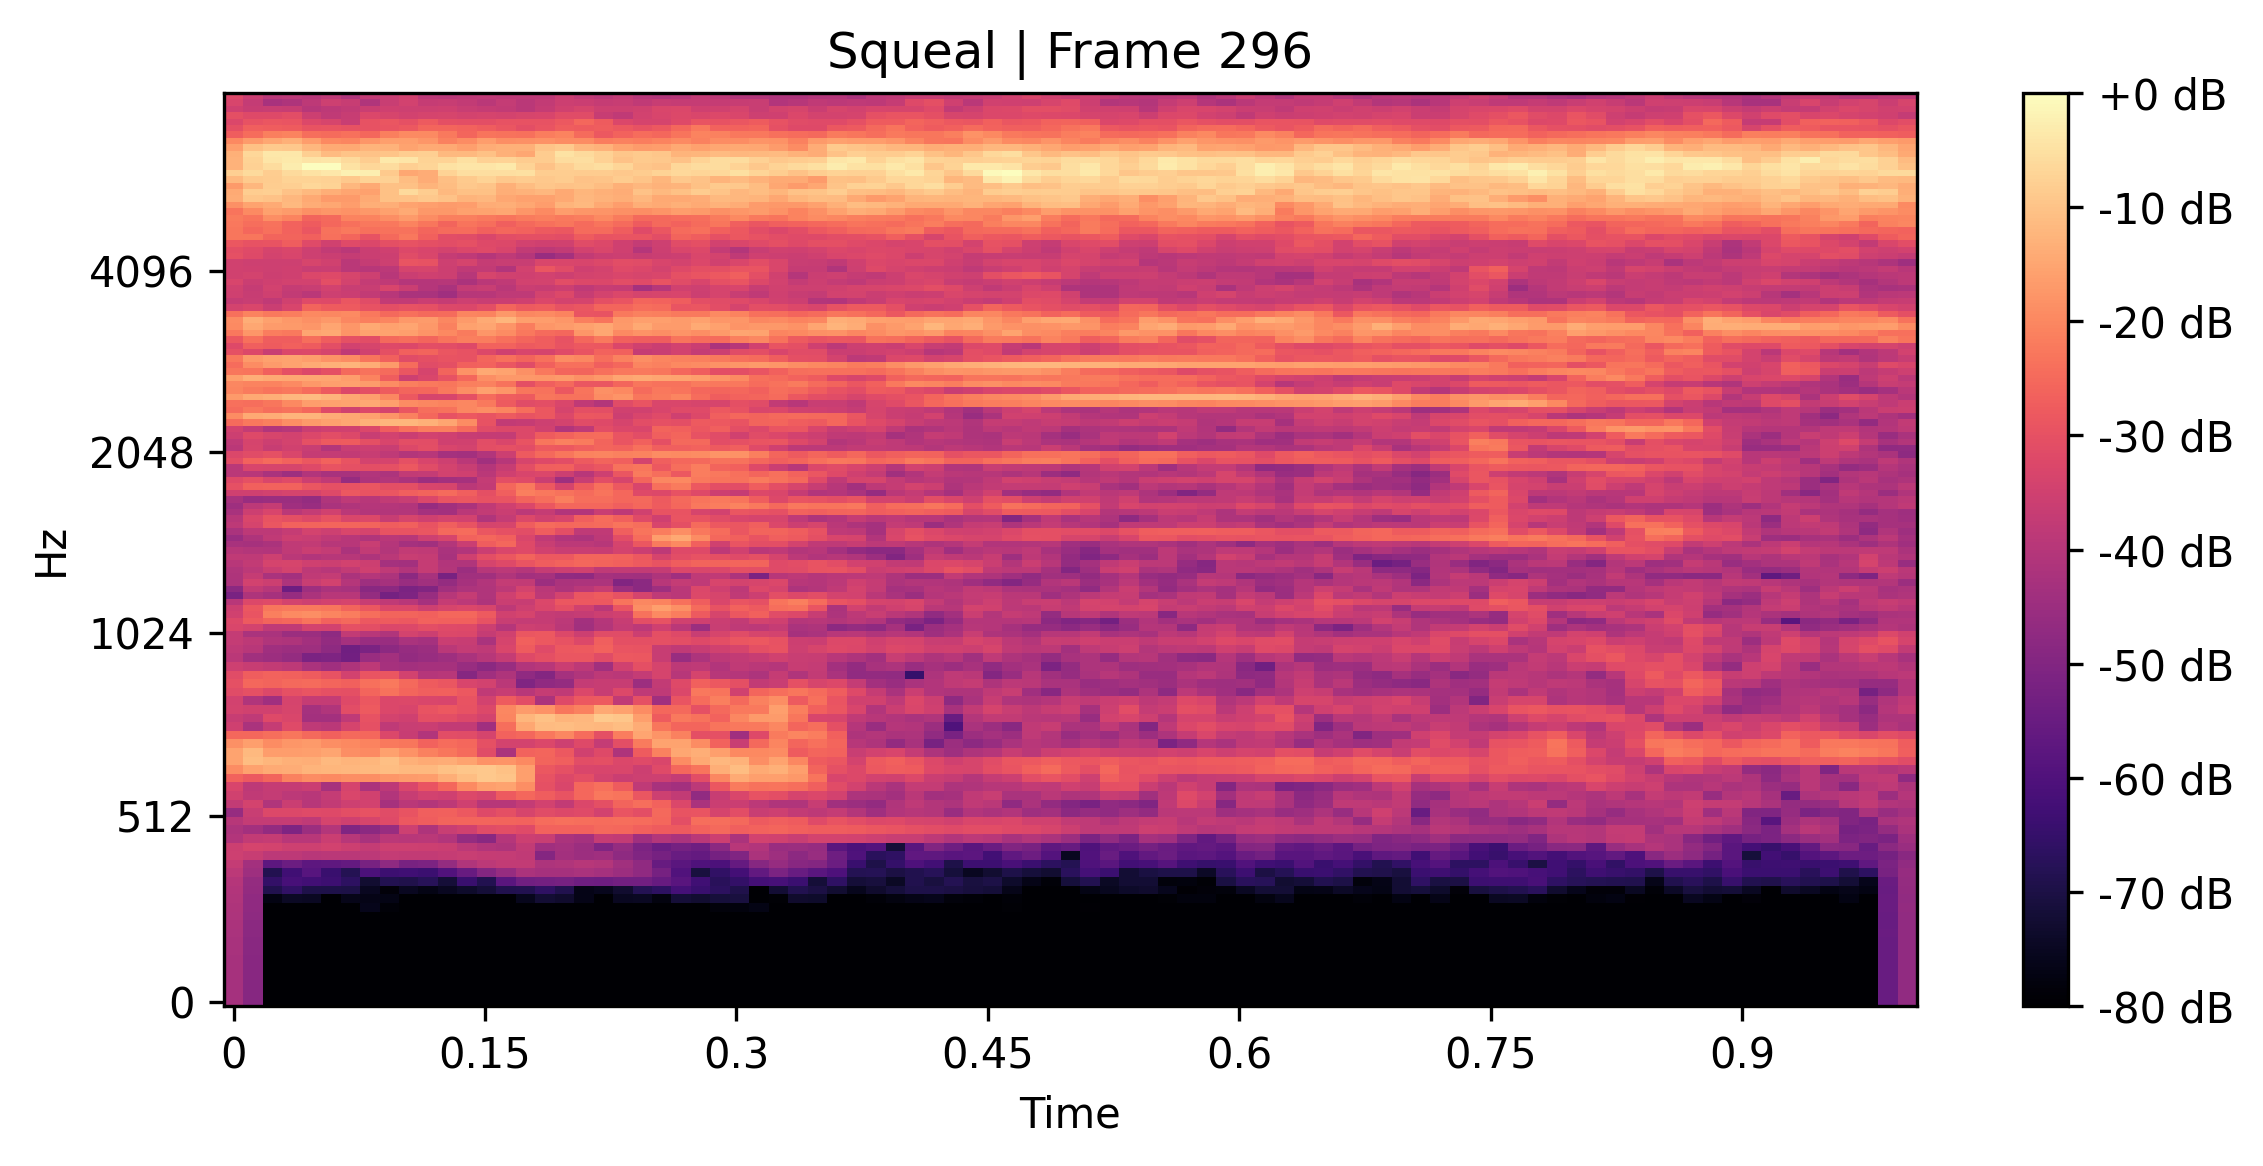 Squeal | Frame 296
+0 dB
-10 dB
-20 dB
-30 dB
-40 dB
-50 dB
-60 dB
-70 dB
-80 dB
4096
2048
1024
512
0
Hz
0 0.15 0.3 0.45 0.6 0.75 0.9
Time